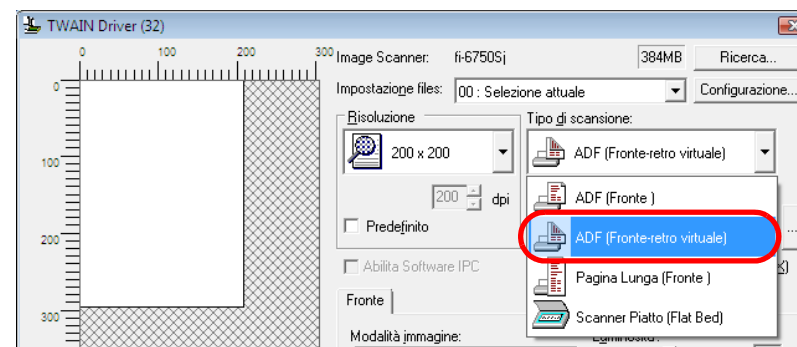 TWAIN Driver (32)
0 100 200 300
Image Scanner: fi-6750Sj 384MB Ricerca...
0
Impostazione files: 00 : Selezione attuale Configurazione...
Risoluzione Tipo di scansione:
200 x 200 ADF (Fronte-retro virtuale)
100
200 dpi ADF (Fronte )
Predefinito ADF (Fronte-retro virtuale) ...
200
Abilita Software IPC Pagina Lunga (Fronte )
Fronte
300 Scanner Piatto (Flat Bed)
Modalità immagine: